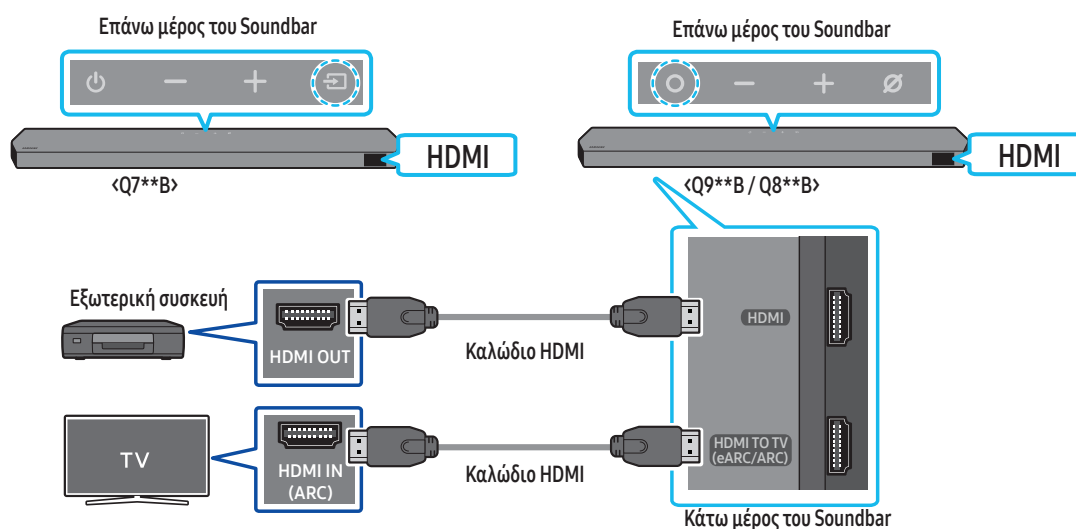 Επάνω μέρος του Soundbar
HDMI
<Q7**B>
Επάνω μέρος του Soundbar
HDMI
<Q9**B / Q8**B>
Εξωτερική συσκευή
HDMI OUT
Καλώδιο HDMI
HDMI
TV
HDMI IN
(ARC)
Καλώδιο HDMI
HDMI TO TV
(eARC/ARC)
Κάτω μέρος του Soundbar